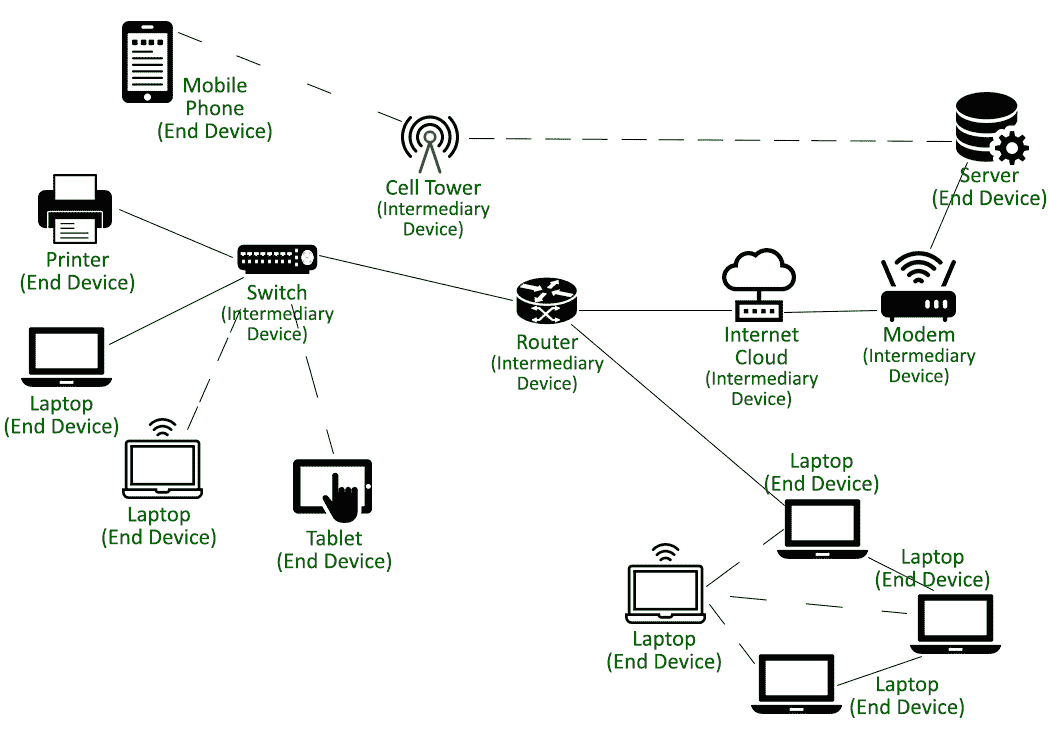 Mobile
Phone
(End Device)
Cell Tower
(Intermediary
Device)
Server
(End Device)
Printer
(End Device)
Switch
(Intermediary
Device)
Router
(Intermediary
Device)
Internet
Cloud
(Intermediary
Device)
Modem
(Intermediary
Device)
Laptop
(End Device)
Laptop
(End Device)
Tablet
(End Device)
Laptop
(End Device)
Laptop
(End Device)
Laptop
(End Device)
Laptop
(End Device)